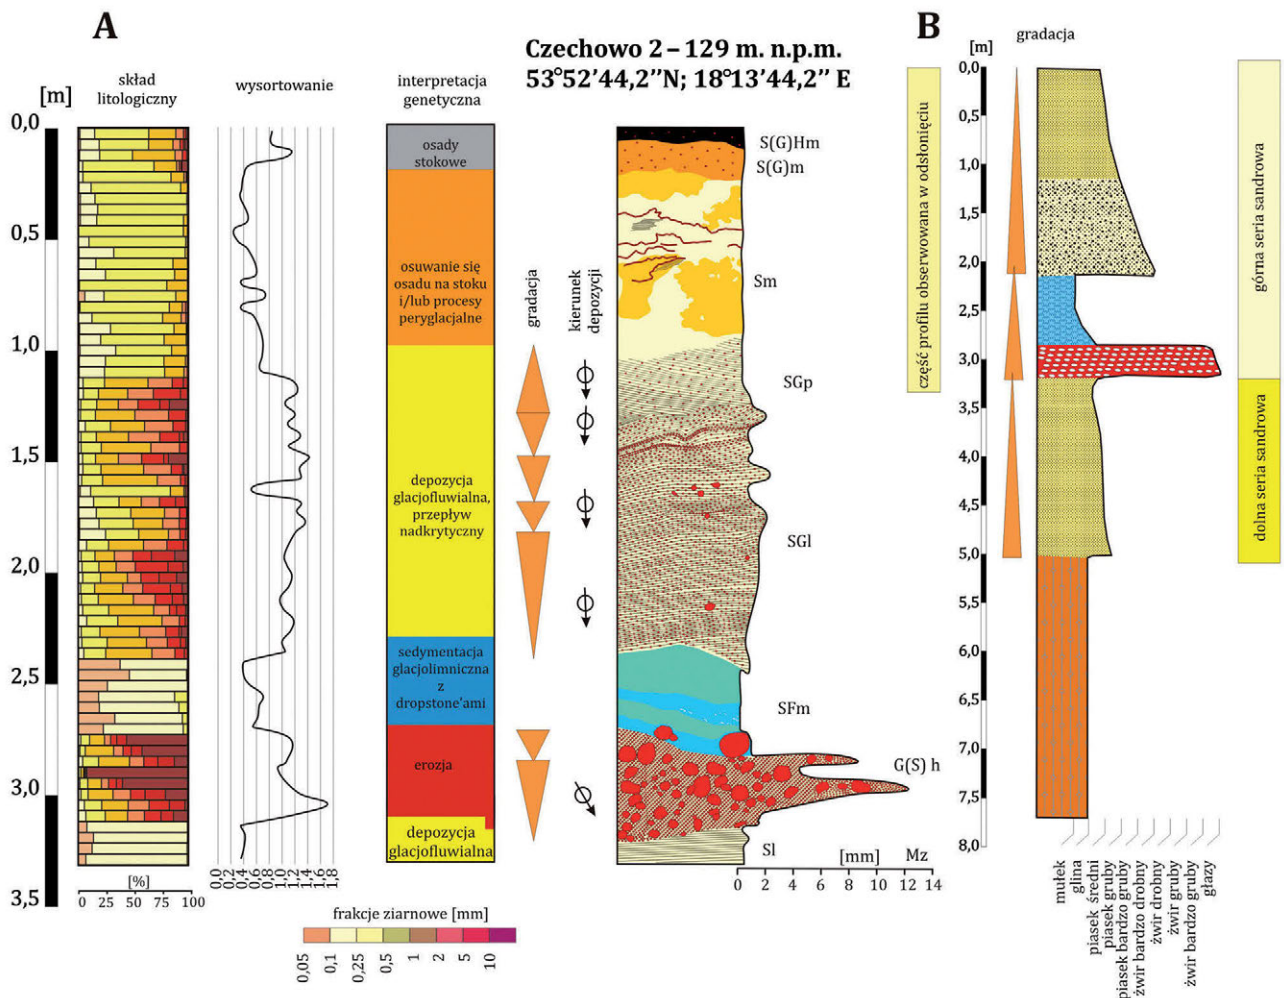 A
B
Czechowo 2 – 129 m. n.p.m.
53°52’44,2’’N; 18°13’44,2’’ E
[m]
skład
litologiczny
wysortowanie
interpretacja
genetyczna
0,0
0,5
1,0
1,5
2,0
2,5
3,0
3,5
[%]
0 25 50 75 100
0,0
0,2
0,4
0,6
0,8
1,0
1,2
1,4
1,6
1,8
osady
stokowe
osuwanie się
osadu na stoku
i/lub procesy
peryglacjalne
depozycja
glacjofluwialna,
przepływ
nadkrytyczny
sedymentacja
glacjolimniczna
z
dropstone’ami
erozja
depozycja
glacjofluwialna
gradacja
kierunek
depozycji
S(G)Hm
S(G)m
Sm
SGp
SGl
SFm
G(S) h
Sl
[mm]
Mz
0 2 4 6 8 10 12 14
frakcje ziarnowe [mm]
0,05
0,1
0,25
0,5
1
2
5
10
[m]
gradacja
0,0
0,5
1,0
1,5
2,0
2,5
3,0
3,5
4,0
4,5
5,0
5,5
6,0
6,5
7,0
7,5
8,0
część profilu obserwowana w odsłonięciu
górna seria sandrowa
dolna seria sandrowa
mułek
glina
piasek średni
piasek gruby
piasek bardzo gruby
żwir bardzo drobny
żwir drobny
żwir gruby
żwir bardzo gruby
głazy